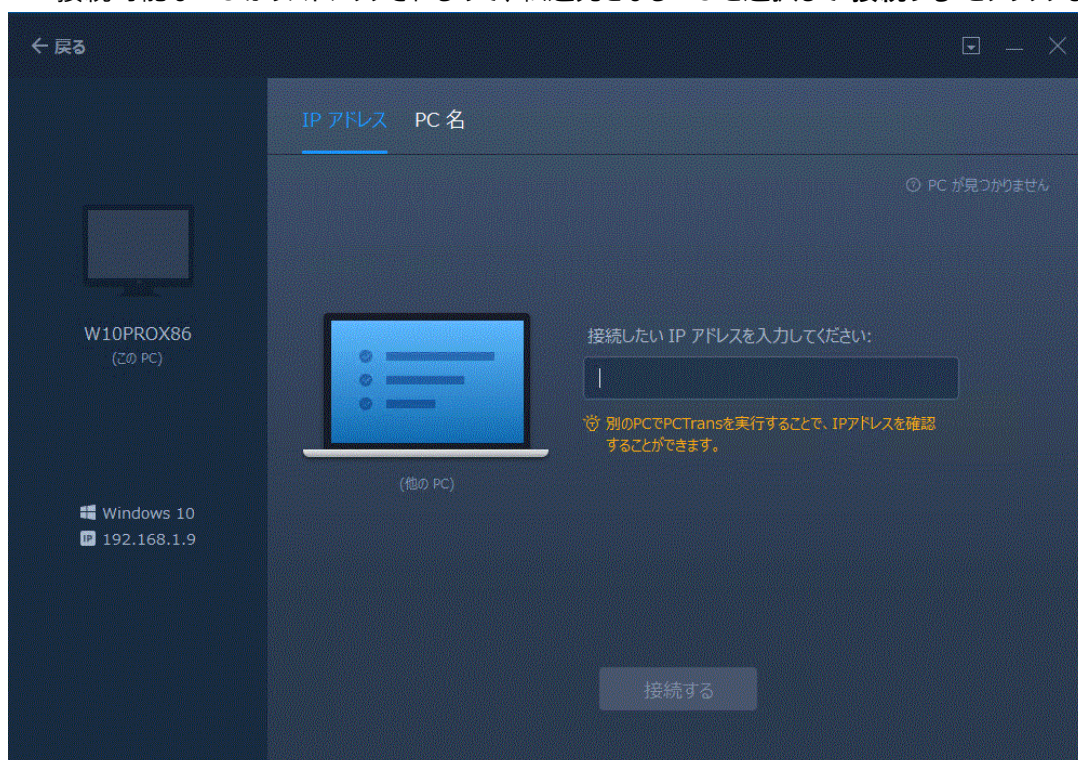 戻る
IP アドレス PC 名
PC が見つかりません
W10PROX86
(この PC)
接続したい IP アドレスを入力してください:
別のPCでPCTransを実行することで、IPアドレスを確認
することができます。
(他の PC)
Windows 10
IP 192.168.1.9
接続する